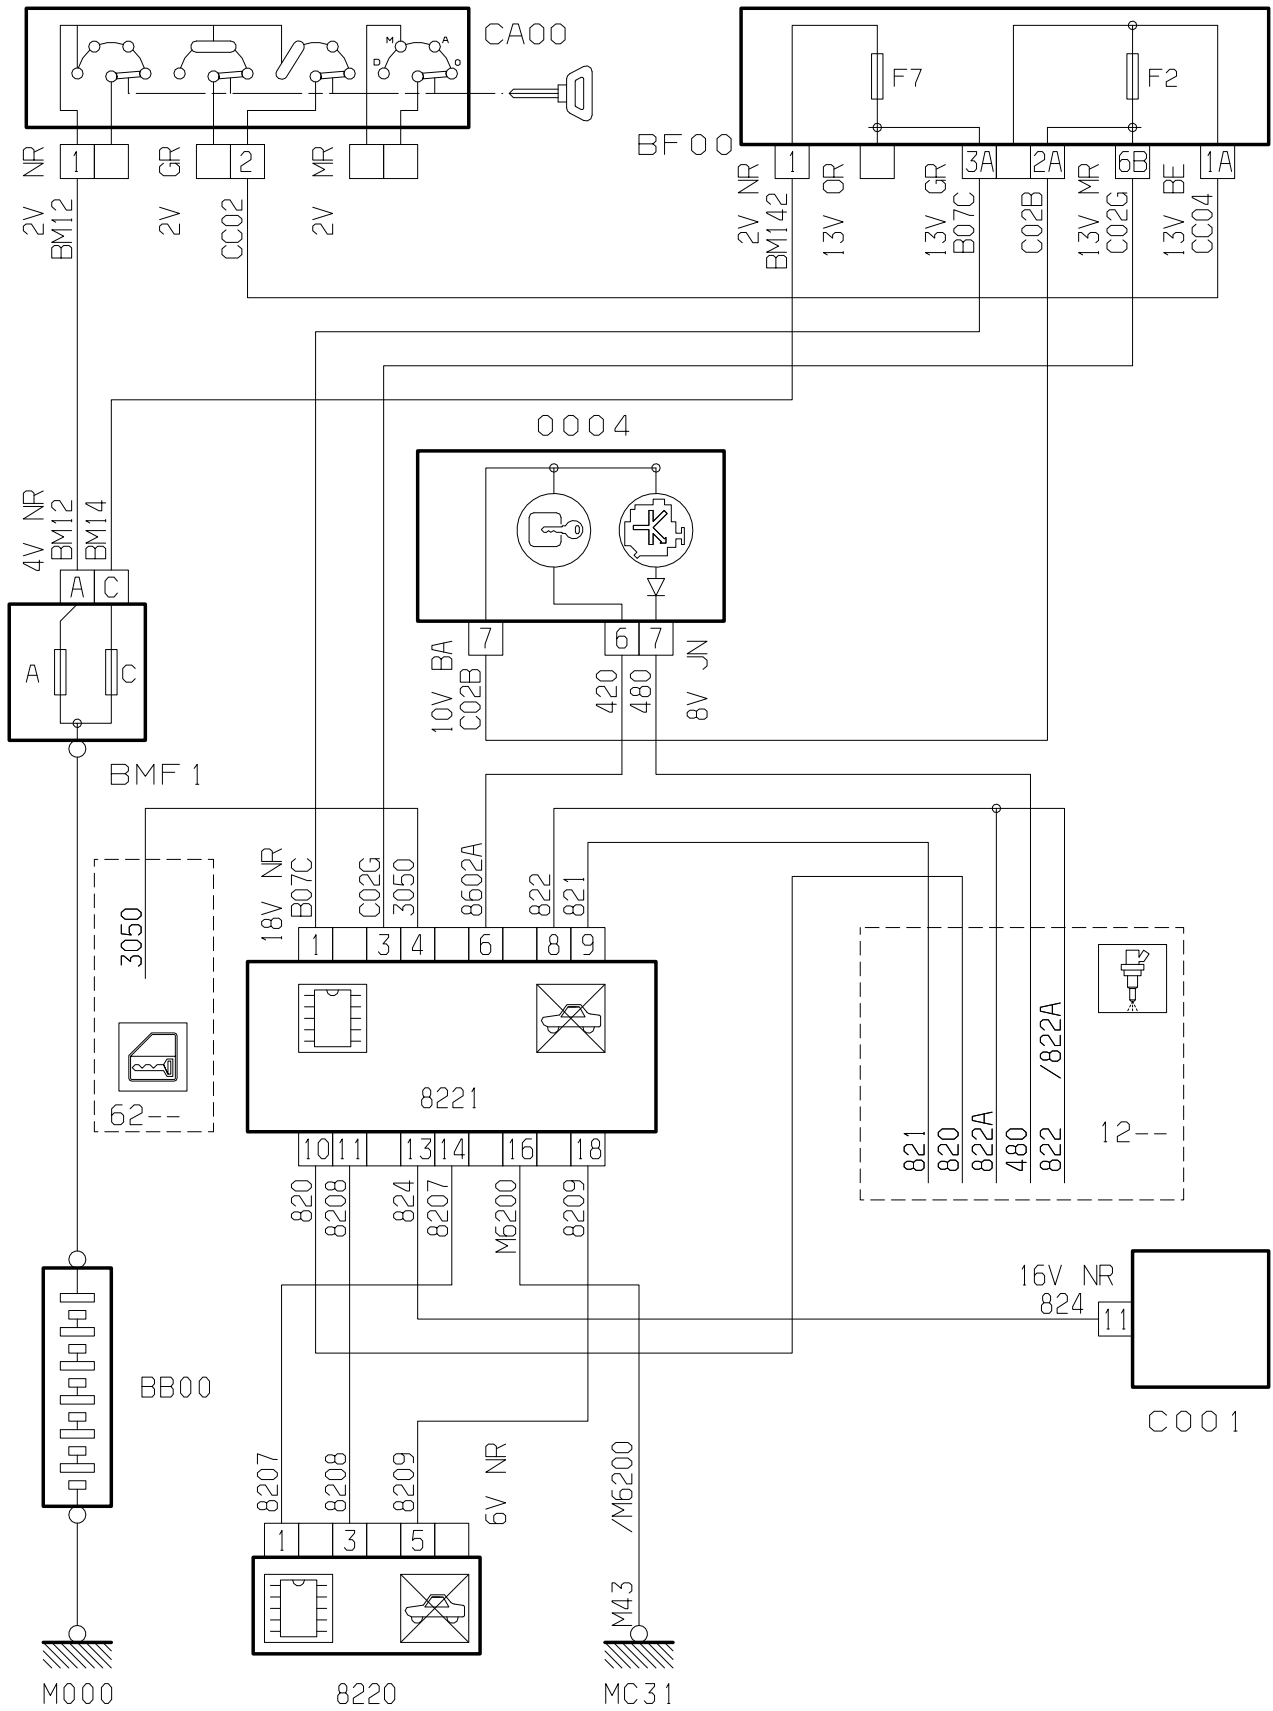 CA00
M A
D O
F7
F2
BF00
1
2
1
3A
2A
6B
1A
2V NR
BM12
2V GR
CC02
2V MR
2V NR
BM142
13V OR
13V GR
B07C
C02B
13V MR
C02G
13V BE
CC04
0004
4V NR
BM12
BM14
A
C
A
C
BMF1
7
6
7
10V BA
C02B
420
480
8V JN
18V NR
B07C
C02G
3050
8602A
822
821
3050
62--
1
3
4
6
8
9
8221
10
11
13
14
16
18
820
8208
824
8207
M6200
8209
821
820
822A
480
822
/822A
12--
16V NR
824
11
C001
BB00
8207
8208
8209
6V NR
/M6200
M43
1
3
5
M000
8220
MC31